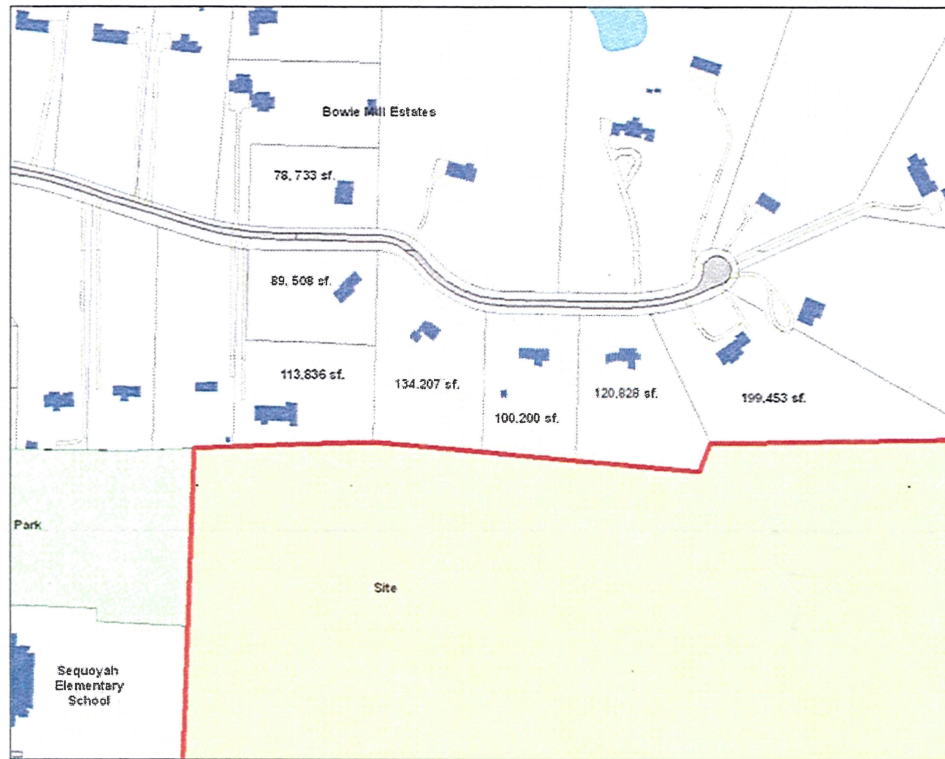 Bowie Mill Estates
78, 733 sf.
89, 508 sf.
113,836 sf.
134,207 sf.
100,200 sf.
120,828 sf.
199,453 sf.
Park
Site
Sequoyah
Elementary
School